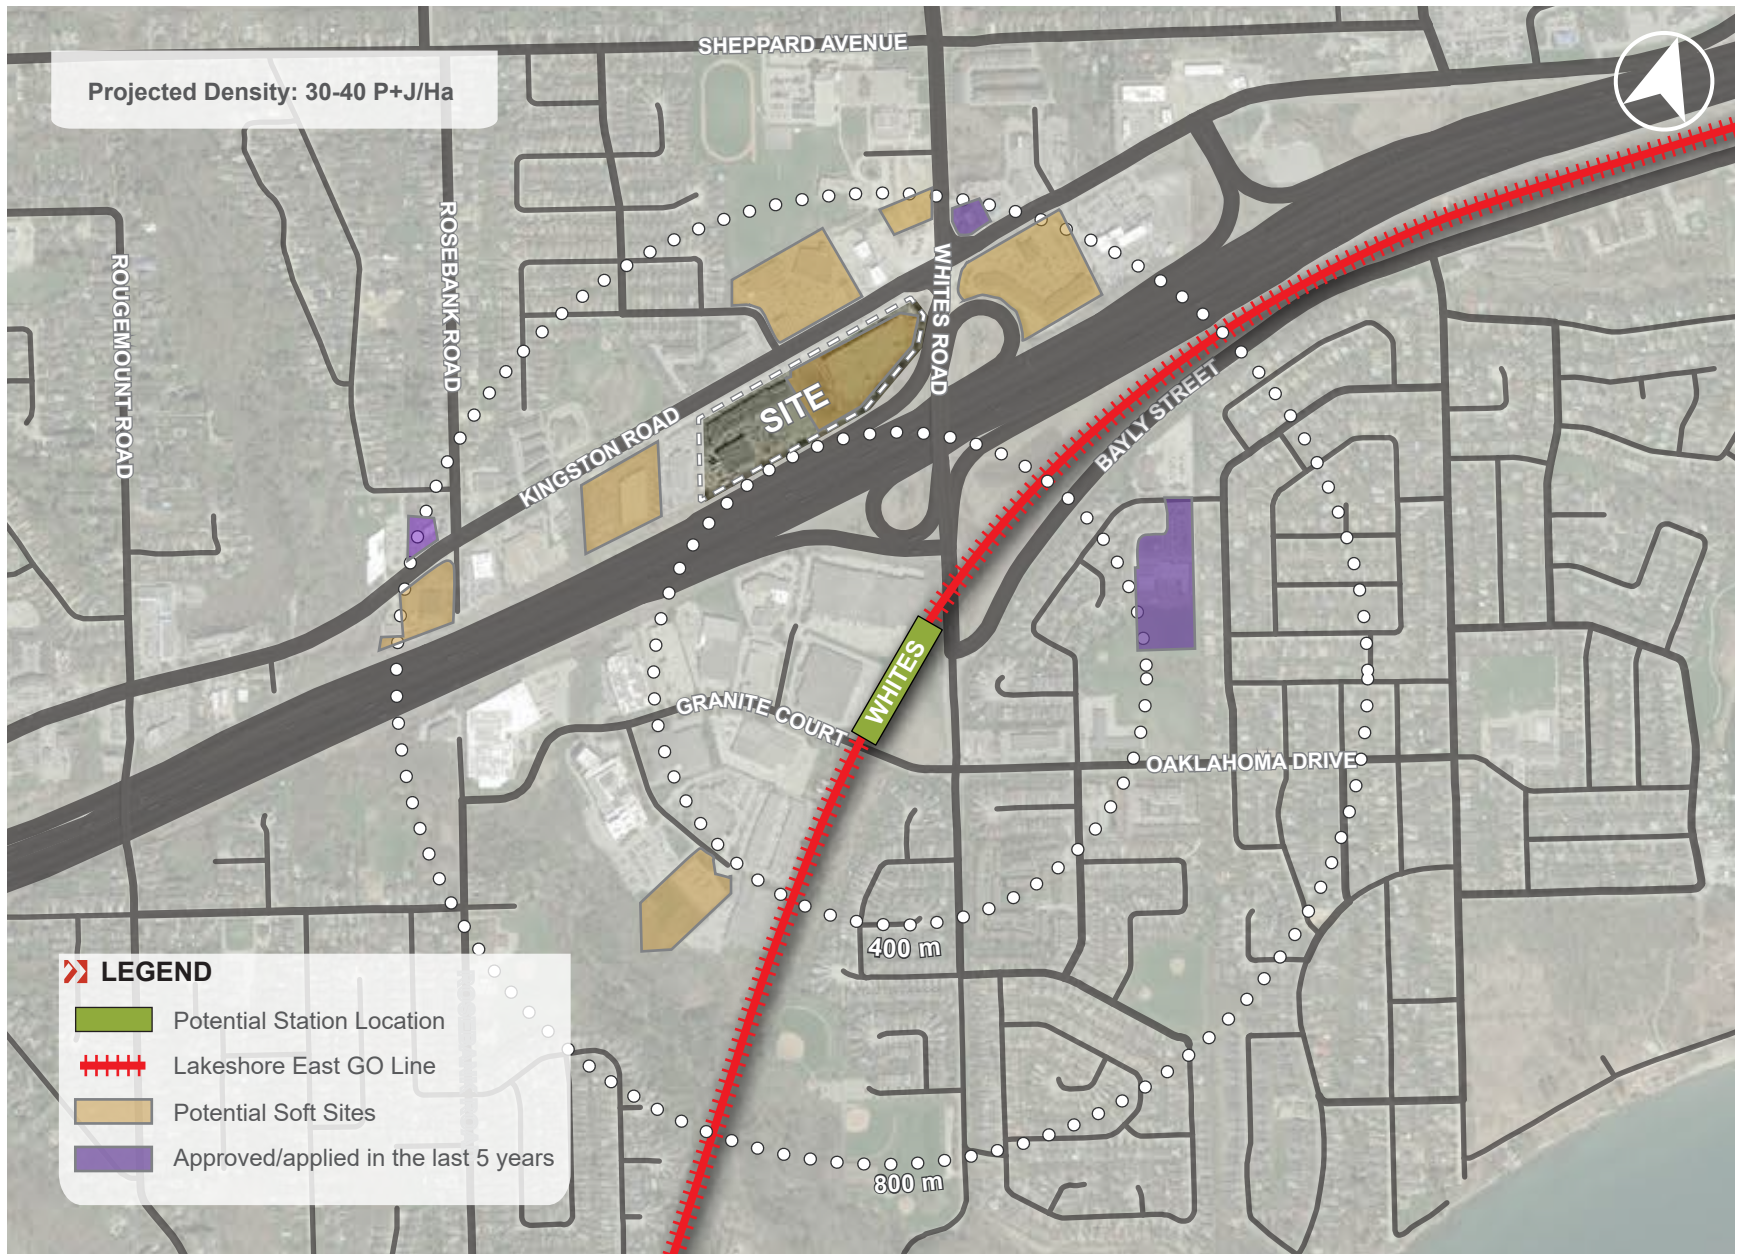 SHEPPARD AVENUE
Projected Density: 30-40 P+J/Ha
ROSEBANK ROAD
ROUGEMOUNT ROAD
WHITES ROAD
SITE
KINGSTON ROAD
BAYLY STREET
WHITES
GRANITE COURT
OAKLAHOMA DRIVE
400 m
800 m
LEGEND
Potential Station Location
Lakeshore East GO Line
Potential Soft Sites
Approved/applied in the last 5 years